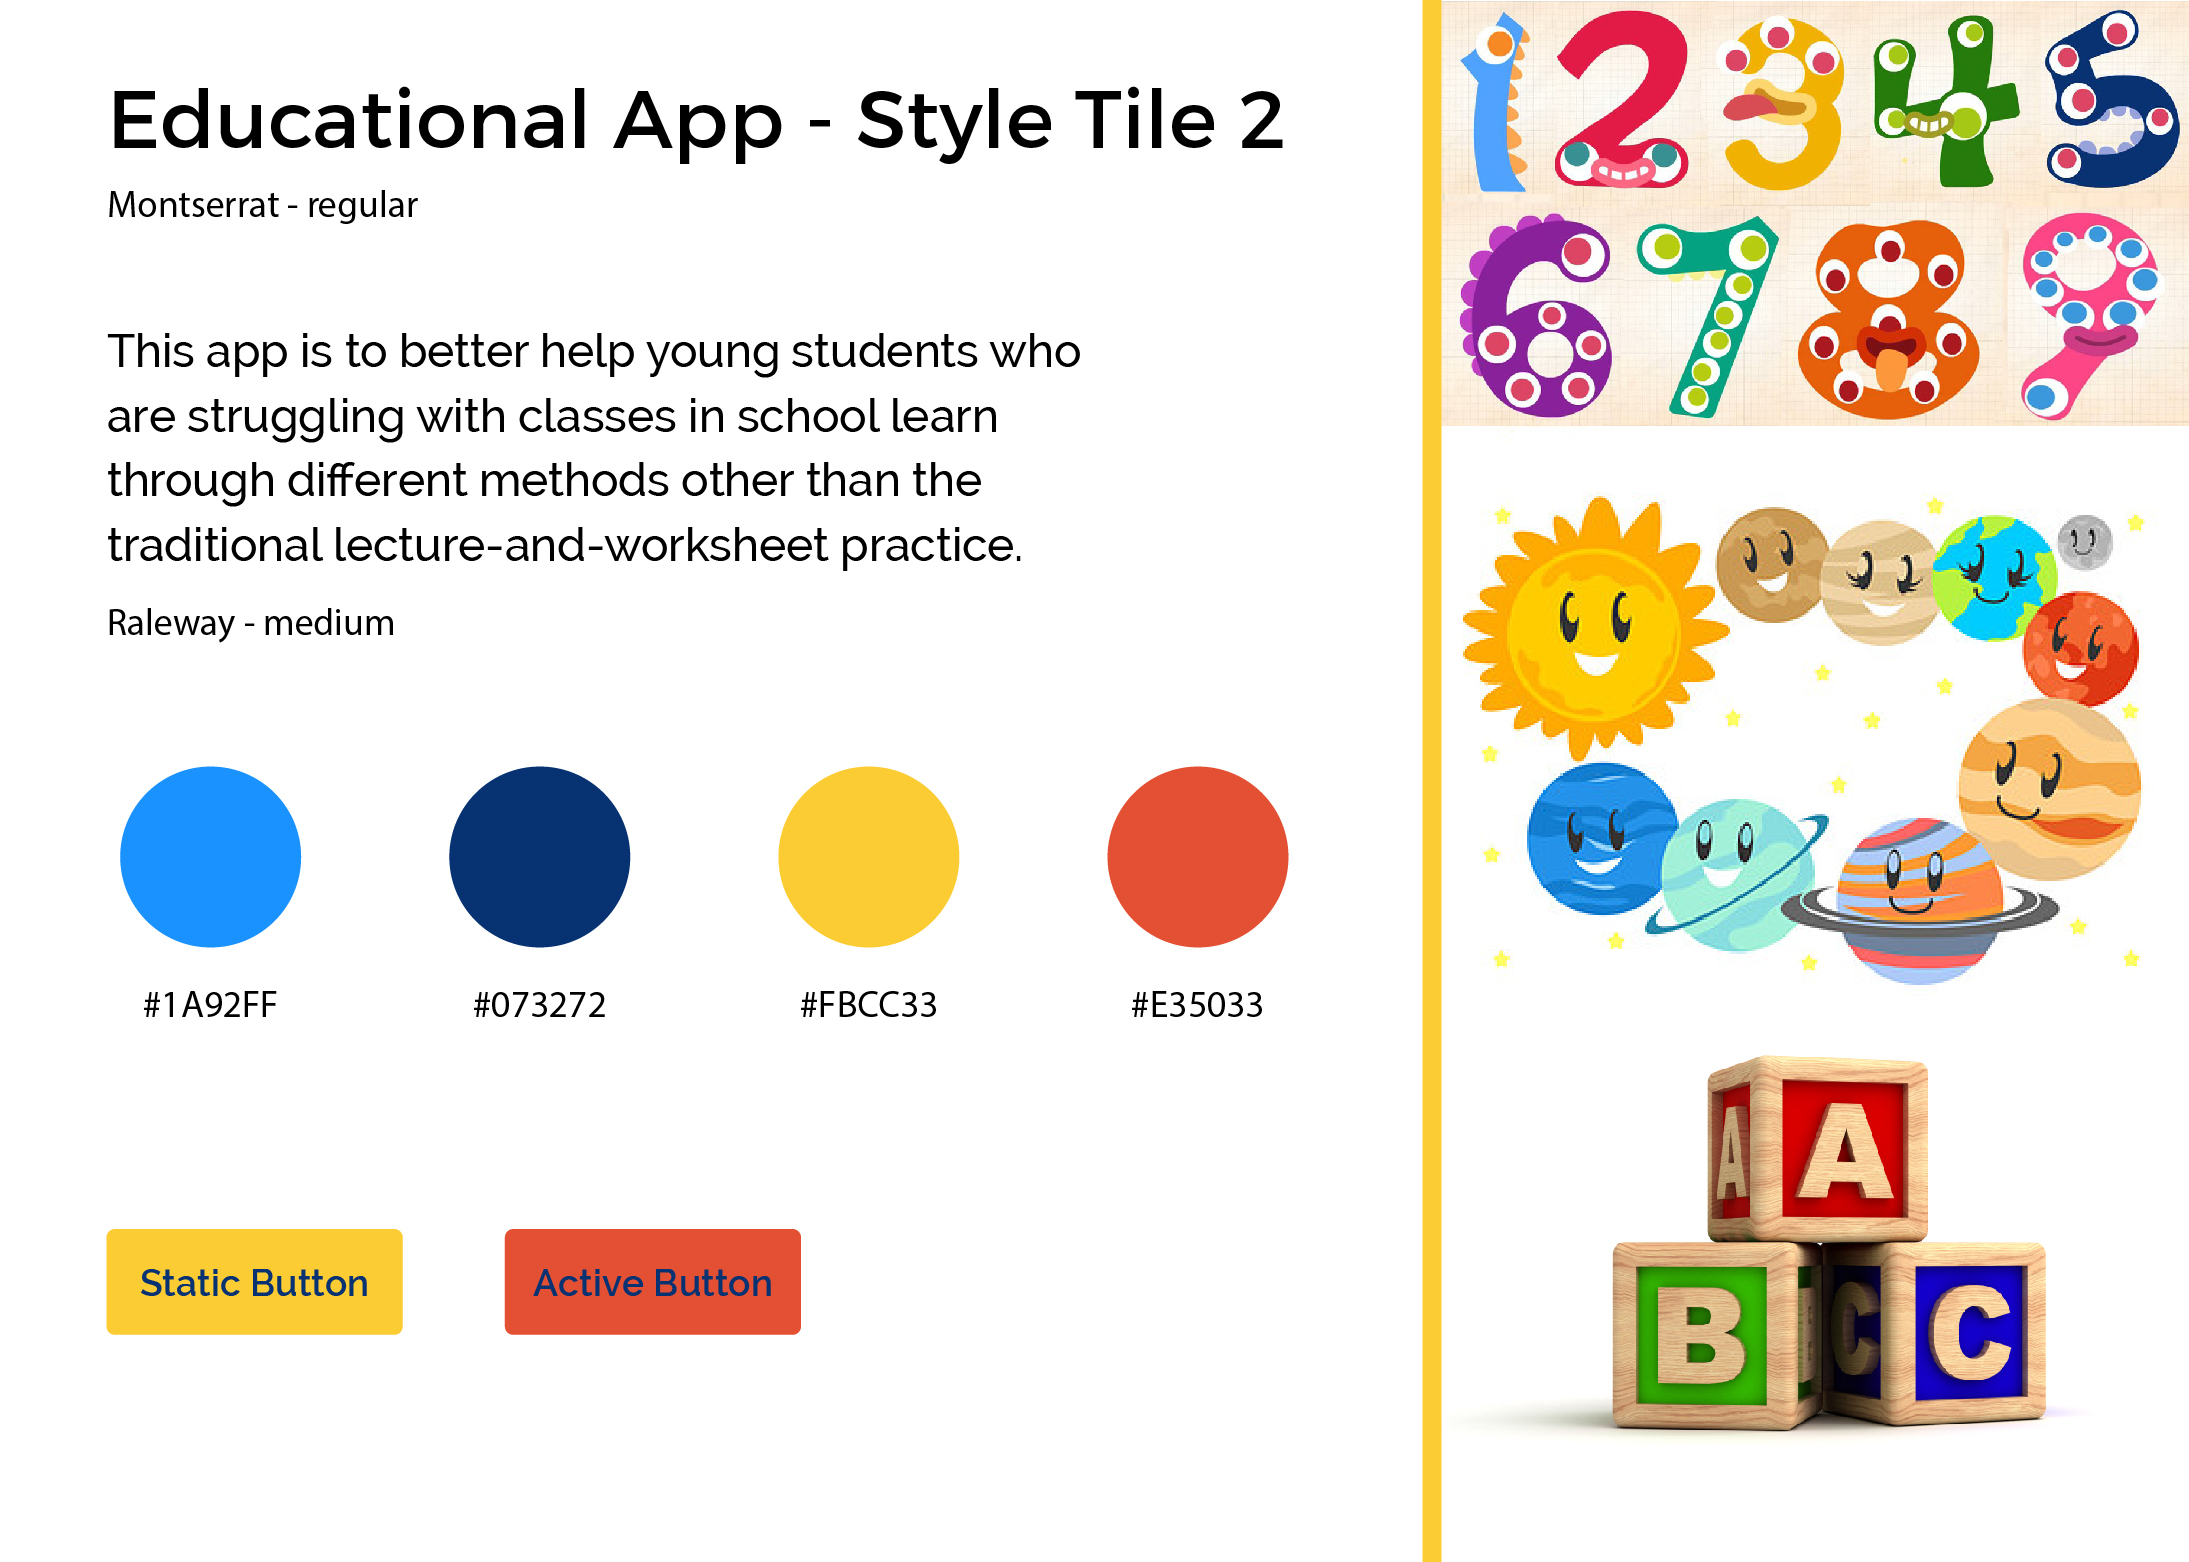 Educational App - Style Tile 2
Montserrat - regular
This app is to better help young students who
are struggling with classes in school learn
through different methods other than the
traditional lecture-and-worksheet practice.
Raleway - medium
#1A92FF #073272 #FBCC33 #E35033
Static Button Active Button
1 2 3 4 5
6 7 8 9
A A
B B C C